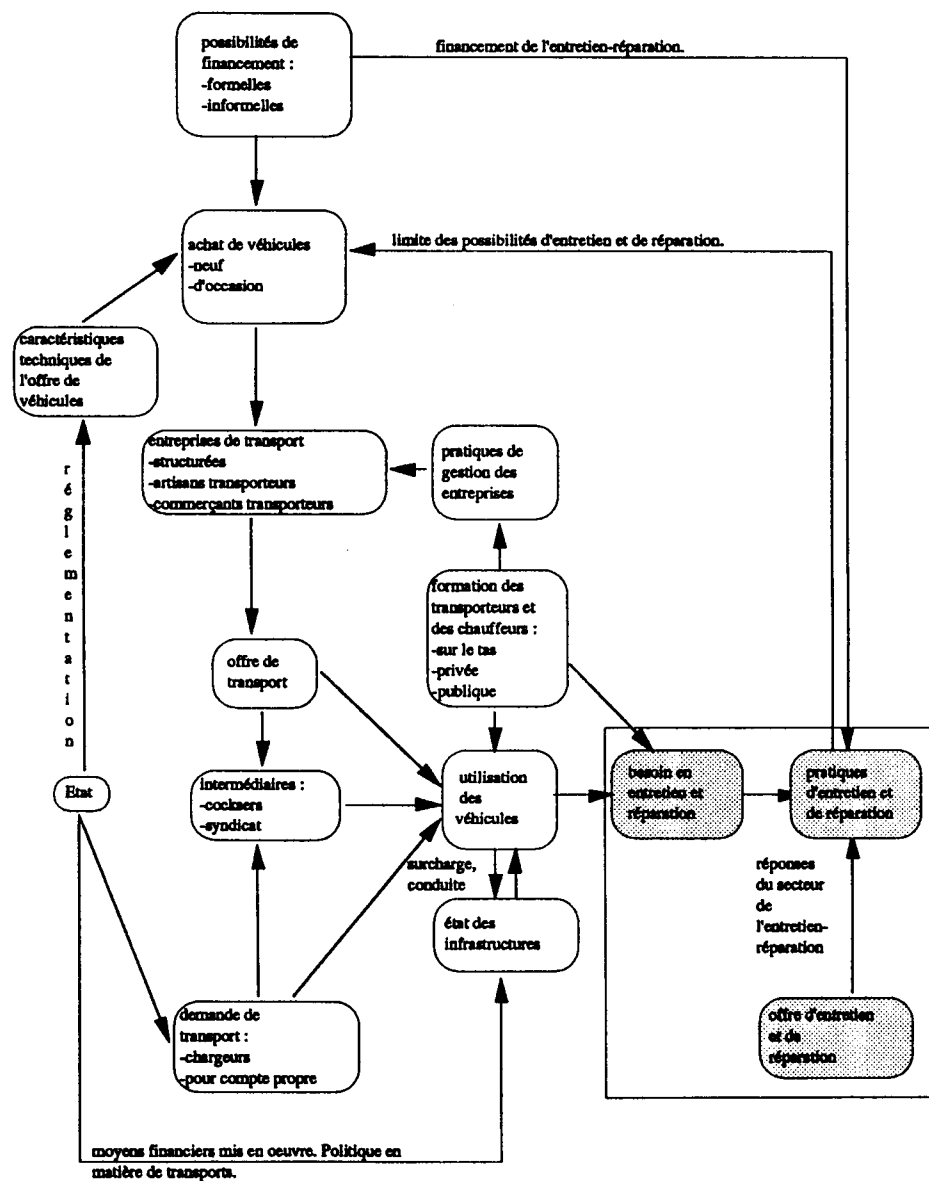 possibilités de
financement :
-formelles
-informelles
financement de l'entretien-réparation.
achat de véhicules
-neuf
-d'occasion
limite des possibilités d'entretien et de réparation.
caractéristiques
techniques de
l'offre de
véhicules
entreprises de transport
-structurées
-artisans transporteurs
-commerçants transporteurs
pratiques de
gestion des
entreprises
réglementation
formation des
transporteurs et
des chauffeurs :
-sur le tas
-privée
-publique
offre de
transport
Etat
intermédiaires :
-cocksers
-syndicat
utilisation
des
véhicules
besoin en
entretien et
réparation
pratiques
d'entretien et
de réparation
surcharge,
conduite
réponses
du secteur
de
l'entretien-
réparation
état des
infrastructures
demande de
transport :
-chargeurs
-pour compte propre
offre d'entretien
et de
réparation
moyens financiers mis en oeuvre. Politique en
matière de transports.